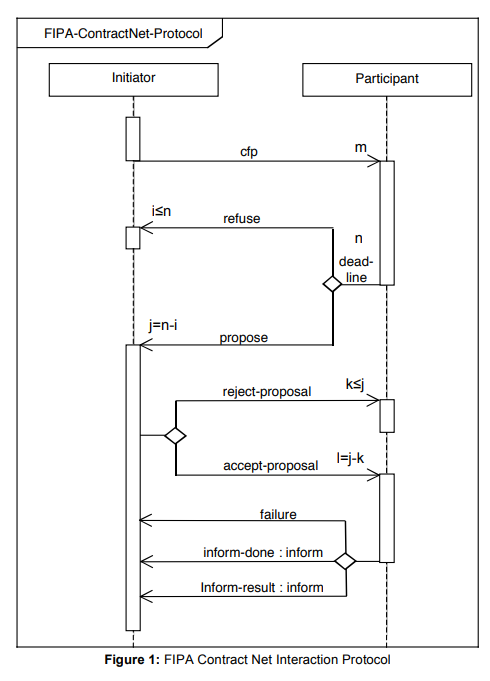 FIPA-ContractNet-Protocol
Initiator
Participant
cfp
m
i≤n
refuse
n
dead-
line
j=n-i
propose
reject-proposal
k≤j
accept-proposal
l=j-k
failure
inform-done : inform
Inform-result : inform
Figure 1: FIPA Contract Net Interaction Protocol